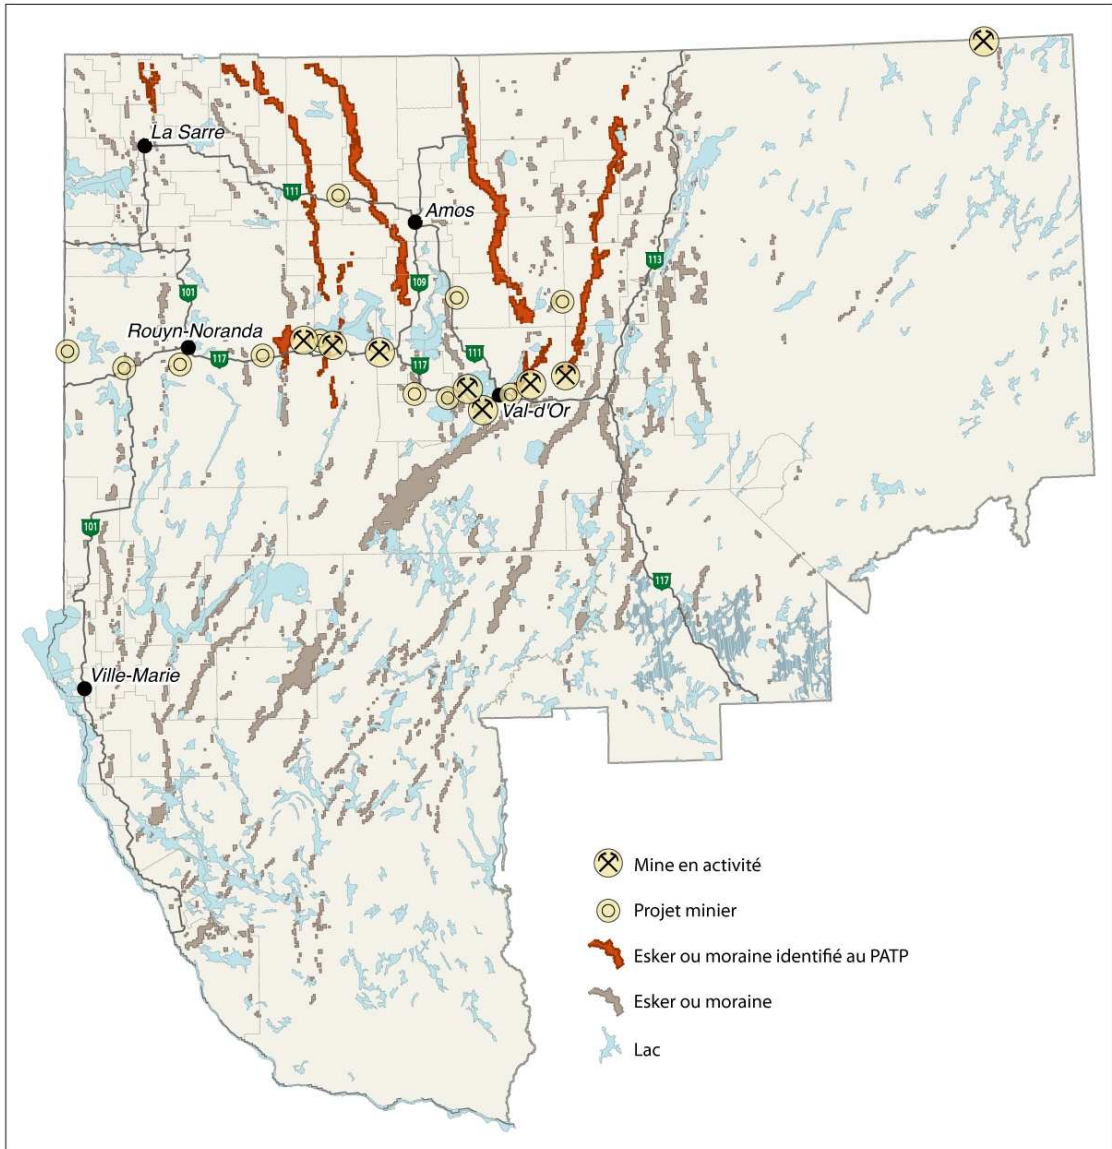 La Sarre
111
Amos
113
101
109
Rouyn-Noranda
117
117
111
Val-d'Or
101
117
Ville-Marie
Mine en activité
Projet minier
Esker ou moraine identifié au PATP
Esker ou moraine
Lac